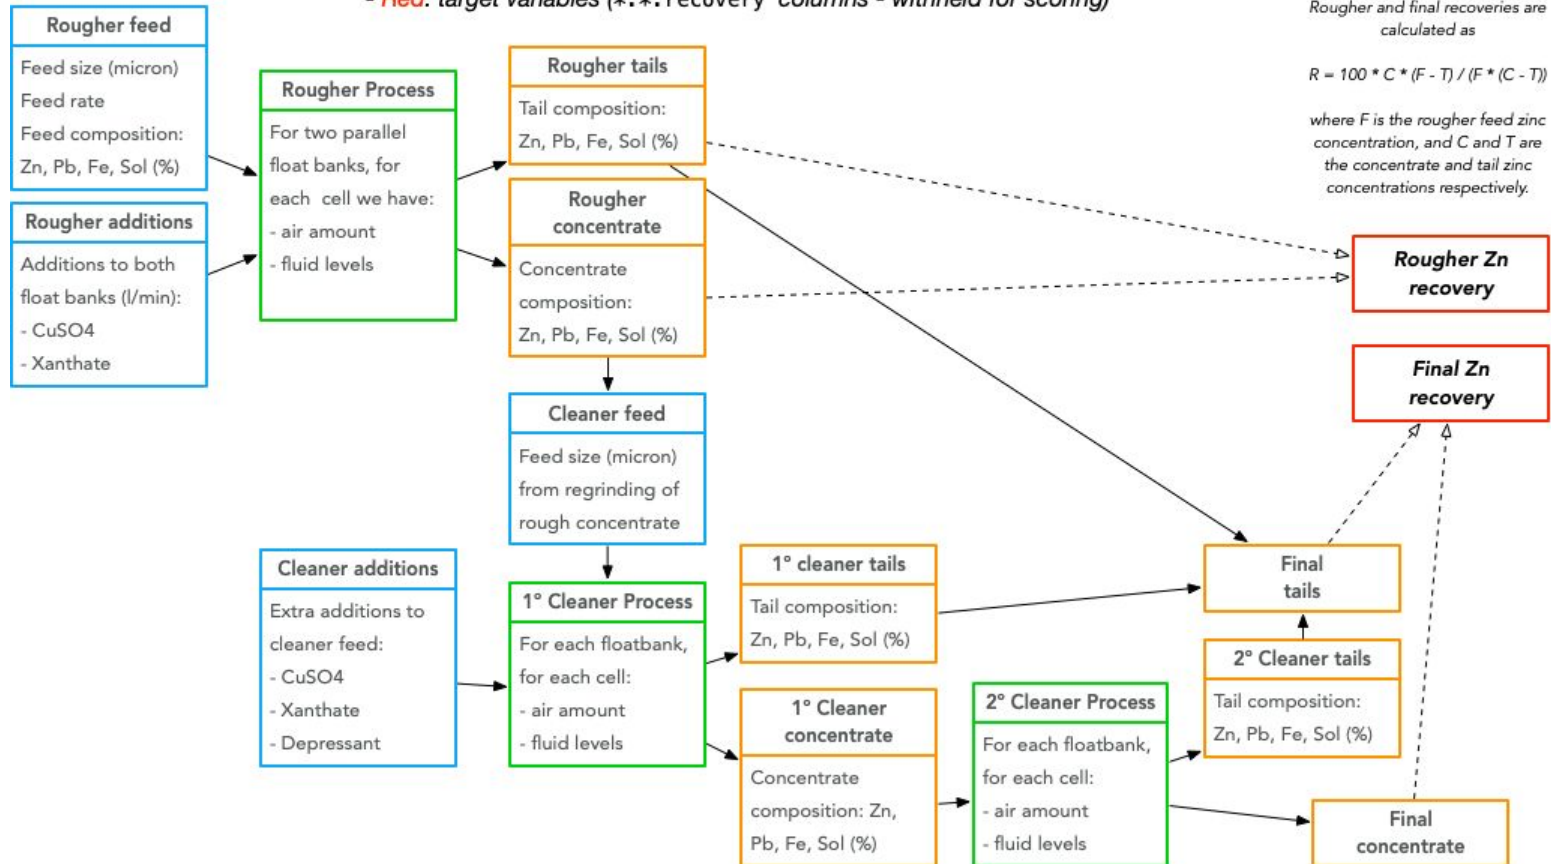 - Red: target variables (*.*.recovery columns - withheld for scoring)
Rougher and final recoveries are
calculated as
R = 100 * C * (F - T) / (F * (C - T))
where F is the rougher feed zinc
concentration, and C and T are
the concentrate and tail zinc
concentrations respectively.
Rougher feed
Feed size (micron)
Feed rate
Feed composition:
Zn, Pb, Fe, Sol (%)
Rougher additions
Additions to both
float banks (l/min):
- CuSO4
- Xanthate
Rougher Process
For two parallel
float banks, for
each cell we have:
- air amount
- fluid levels
Rougher tails
Tail composition:
Zn, Pb, Fe, Sol (%)
Rougher
concentrate
Concentrate
composition:
Zn, Pb, Fe, Sol (%)
Rougher Zn
recovery
Final Zn
recovery
Cleaner feed
Feed size (micron)
from regrinding of
rough concentrate
Cleaner additions
Extra additions to
cleaner feed:
- CuSO4
- Xanthate
- Depressant
1° Cleaner Process
For each floatbank,
for each cell:
- air amount
- fluid levels
1° cleaner tails
Tail composition:
Zn, Pb, Fe, Sol (%)
1° Cleaner
concentrate
Concentrate
composition: Zn,
Pb, Fe, Sol (%)
2° Cleaner Process
For each floatbank,
for each cell:
- air amount
- fluid levels
Final
tails
2° Cleaner tails
Tail composition:
Zn, Pb, Fe, Sol (%)
Final
concentrate